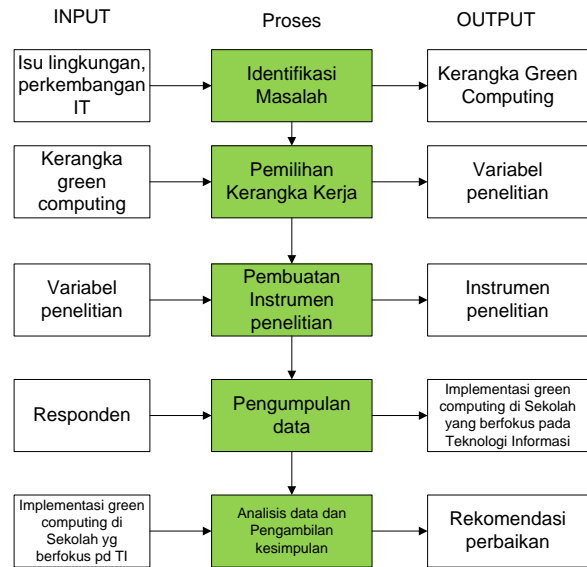 INPUT
Proses
OUTPUT
Isu lingkungan,
perkembangan
IT
Identifikasi
Masalah
Kerangka Green
Computing
Kerangka
green
computing
Pemilihan
Kerangka Kerja
Variabel
penelitian
Variabel
penelitian
Pembuatan
Instrumen
penelitian
Instrumen
penelitian
Responden
Pengumpulan
data
Implementasi green
computing di Sekolah
yang berfokus pada
Teknologi Informasi
Implementasi green
computing di
Sekolah yg
berfokus pd TI
Analisis data dan
Pengambilan
kesimpulan
Rekomendasi
perbaikan